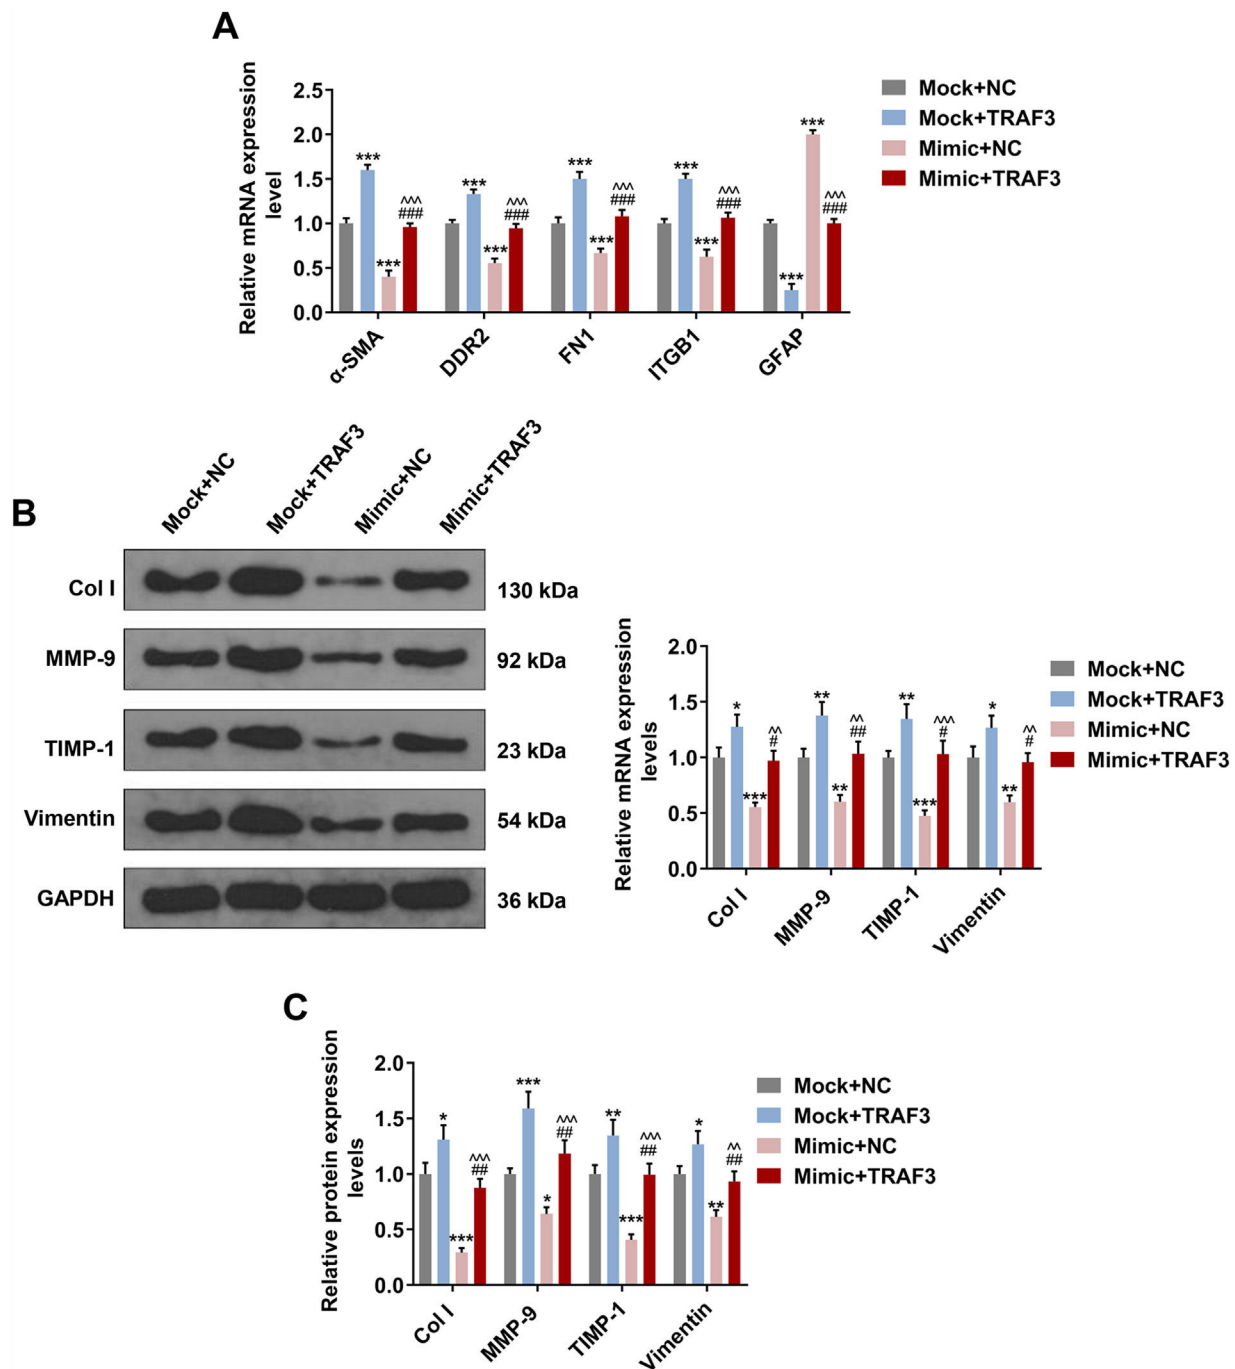 A
Relative mRNA expression
level
2.5
2.0
1.5
1.0
0.5
0.0
*** *** ^^^ ###
*** *** ^^^ ###
*** *** ^^^ ###
*** *** ^^^ ###
*** *** ^^^ ###
α-SMA
DDR2
FN1
ITGB1
GFAP
Mock+NC
Mock+TRAF3
Mimic+NC
Mimic+TRAF3
B
Mock+NC
Mock+TRAF3
Mimic+NC
Mimic+TRAF3
Col I 130 kDa
MMP-9 92 kDa
TIMP-1 23 kDa
Vimentin 54 kDa
GAPDH 36 kDa
Relative mRNA expression
levels
2.0
1.5
1.0
0.5
0.0
* *** ^^ #
** ** ^^ ##
** *** ^^^ #
* ** ^^ #
Col I
MMP-9
TIMP-1
Vimentin
Mock+NC
Mock+TRAF3
Mimic+NC
Mimic+TRAF3
C
Relative protein expression
levels
2.0
1.5
1.0
0.5
0.0
* *** ^^^ ##
*** * ^^^ ##
** *** ^^^ ##
* ** ^^ ##
Col I
MMP-9
TIMP-1
Vimentin
Mock+NC
Mock+TRAF3
Mimic+NC
Mimic+TRAF3